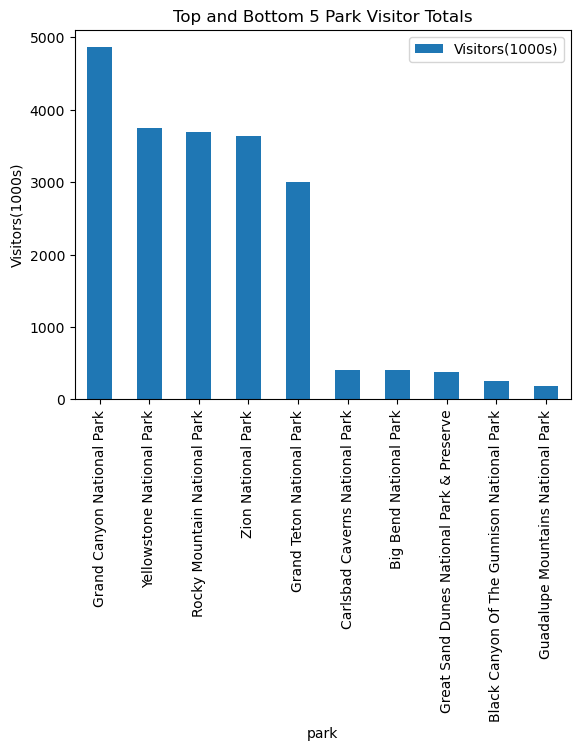 Top and Bottom 5 Park Visitor Totals
Visitors(1000s)
Visitors(1000s)
5000
4000
3000
2000
1000
0
Grand Canyon National Park
Yellowstone National Park
Rocky Mountain National Park
Zion National Park
Grand Teton National Park
Carlsbad Caverns National Park
Big Bend National Park
Great Sand Dunes National Park & Preserve
Black Canyon Of The Gunnison National Park
Guadalupe Mountains National Park
park